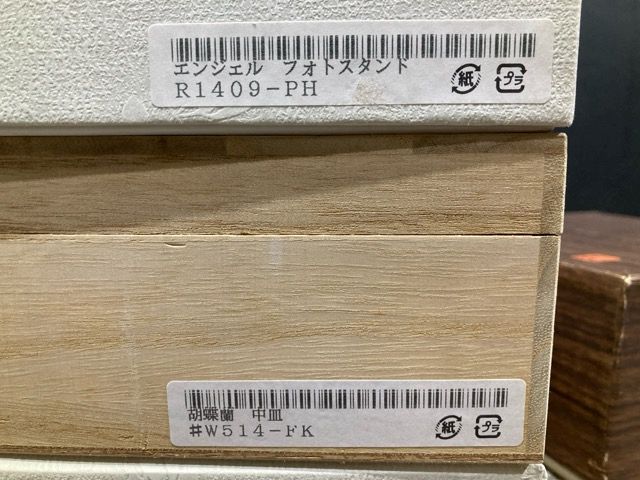 エンジェル フォトスタンド
R1409-PH
紙
プラ
胡蝶蘭 中皿
#W514-FK
紙
プラ